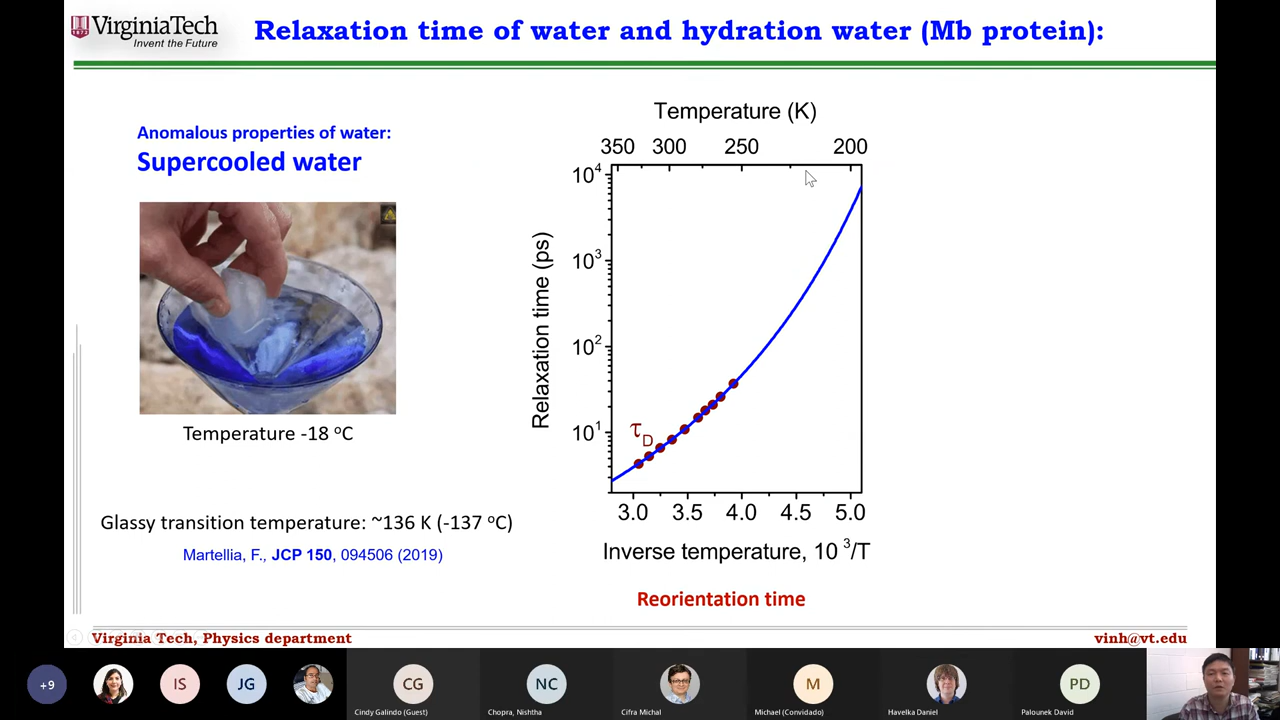 VirginiaTech
Invent the Future
Relaxation time of water and hydration water (Mb protein):
Anomalous properties of water:
Supercooled water
Temperature -18 ºC
Glassy transition temperature: ~136 K (-137 ºC)
Martellia, F., JCP 150, 094506 (2019)
Temperature (K)
350 300 250 200
10⁴
10³
10²
10¹
Relaxation time (ps)
τD
3.0 3.5 4.0 4.5 5.0
Inverse temperature, 10³/T
Reorientation time
Virginia Tech, Physics department
vinh@vt.edu
+9
IS
JG
CG
NC
M
PD
Cindy Galindo (Guest)
Chopra, Nishtha
Cifra Michal
Michael (Convidado)
Havelka Daniel
Palounek David